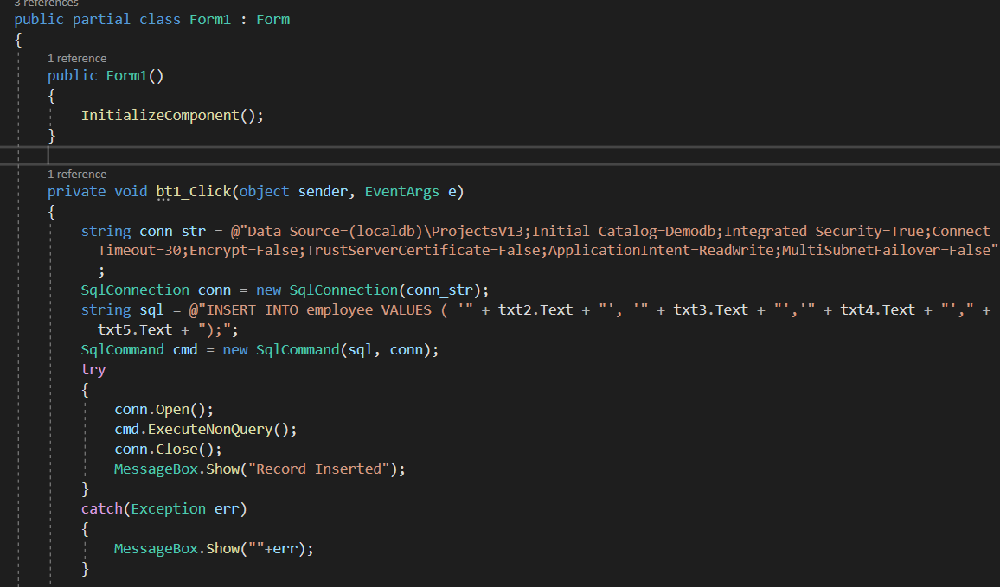 3 references
public partial class Form1 : Form
{
1 reference
public Form1()
{
InitializeComponent();
}
1 reference
private void bt1_Click(object sender, EventArgs e)
{
string conn_str = @"Data Source=(localdb)\ProjectsV13;Initial Catalog=Demodb;Integrated Security=True;Connect
Timeout=30;Encrypt=False;TrustServerCertificate=False;ApplicationIntent=ReadWrite;MultiSubnetFailover=False"
;
SqlConnection conn = new SqlConnection(conn_str);
string sql = @"INSERT INTO employee VALUES ( '" + txt2.Text + "', '" + txt3.Text + "','" + txt4.Text + "'," +
txt5.Text + ");";
SqlCommand cmd = new SqlCommand(sql, conn);
try
{
conn.Open();
cmd.ExecuteNonQuery();
conn.Close();
MessageBox.Show("Record Inserted");
}
catch(Exception err)
{
MessageBox.Show(""+err);
}